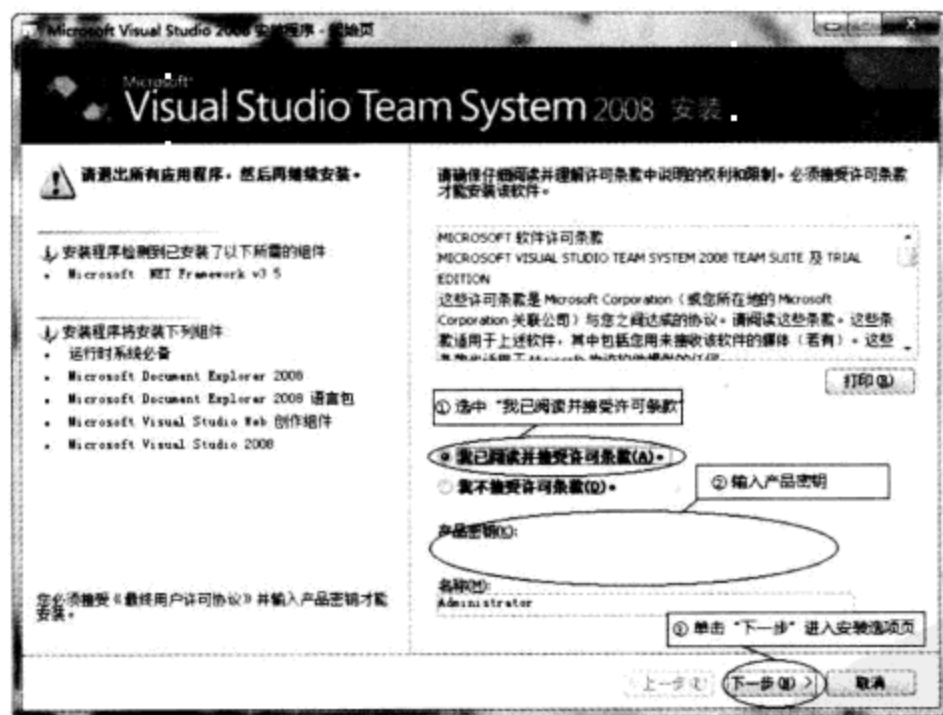 Microsoft Visual Studio 2008 安装程序 - 起始页
Microsoft
Visual Studio Team System 2008 安装
请退出所有应用程序，然后再继续安装。
安装程序检测到已安装了以下所需的组件
Microsoft .NET Framework v3 5
安装程序将安装下列组件
运行时系统必备
Microsoft Document Explorer 2008
Microsoft Document Explorer 2008 语言包
Microsoft Visual Studio Web 创作组件
Microsoft Visual Studio 2008
您必须接受《最终用户许可协议》并输入产品密钥才能
安装。
请确保仔细阅读并理解许可条款中说明的权利和限制。必须接受许可条款
才能安装该软件。
MICROSOFT 软件许可条款
MICROSOFT VISUAL STUDIO TEAM SYSTEM 2008 TEAM SUITE 及 TRIAL
EDITION
这些许可条款是 Microsoft Corporation（或您所在地的 Microsoft
Corporation 关联公司）与您之间达成的协议。请阅读这些条款。这些条
款适用于上述软件，其中包括您用来接收该软件的媒体（若有）。这些
打印(R)
① 选中“我已阅读并接受许可条款”
我已阅读并接受许可条款(A)。
我不接受许可条款(D)。
② 输入产品密钥
产品密钥(K):
名称(M):
Administrator
③ 单击“下一步”进入安装选项页
上一步
下一步(N) >
取消